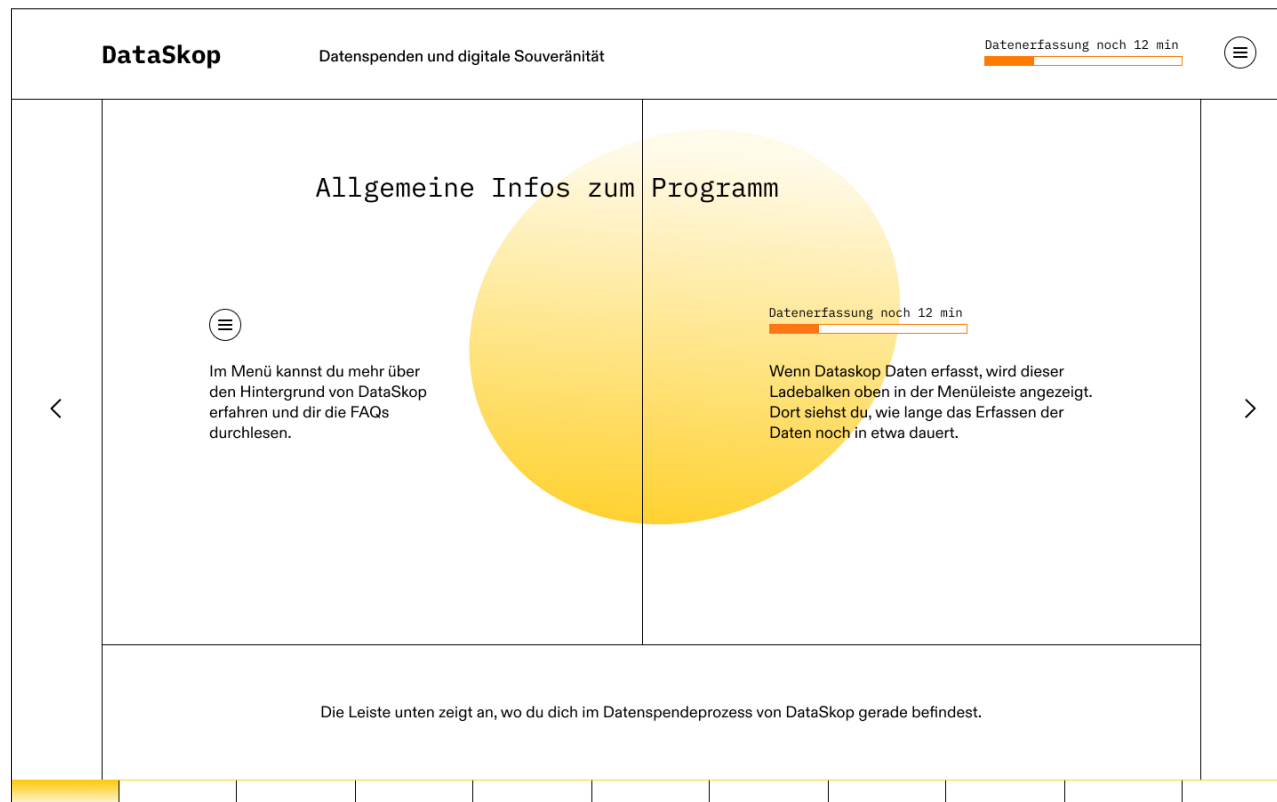 DataSkop
Datenspenden und digitale Souveränität
Datenerfassung noch 12 min
Allgemeine Infos zum Programm
Im Menü kannst du mehr über
den Hintergrund von DataSkop
erfahren und dir die FAQs
durchlesen.
Datenerfassung noch 12 min
Wenn Dataskop Daten erfasst, wird dieser
Ladebalken oben in der Menüleiste angezeigt.
Dort siehst du, wie lange das Erfassen der
Daten noch in etwa dauert.
Die Leiste unten zeigt an, wo du dich im Datenspendeprozess von DataSkop gerade befindest.